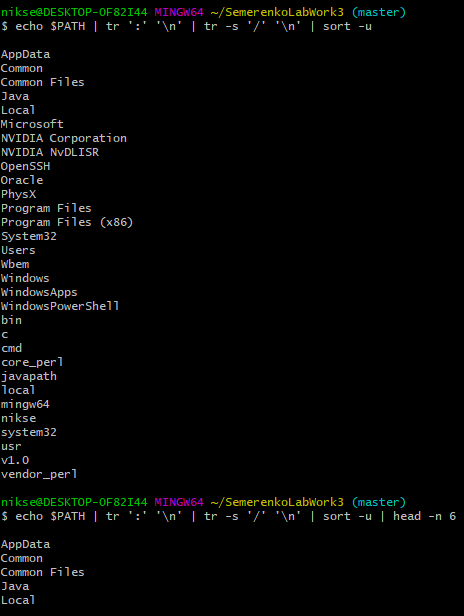 nikse@DESKTOP-OF82I44 MINGW64 ~/SemerenkoLabWork3 (master)
$ echo $PATH | tr ':' '\n' | tr -s '/' '\n' | sort -u

AppData
Common
Common Files
Java
Local
Microsoft
NVIDIA Corporation
NVIDIA NvDLISR
OpenSSH
Oracle
PhysX
Program Files
Program Files (x86)
System32
Users
Wbem
Windows
WindowsApps
WindowsPowerShell
bin
c
cmd
core_perl
javapath
local
mingw64
nikse
system32
usr
v1.0
vendor_perl

nikse@DESKTOP-OF82I44 MINGW64 ~/SemerenkoLabWork3 (master)
$ echo $PATH | tr ':' '\n' | tr -s '/' '\n' | sort -u | head -n 6

AppData
Common
Common Files
Java
Local